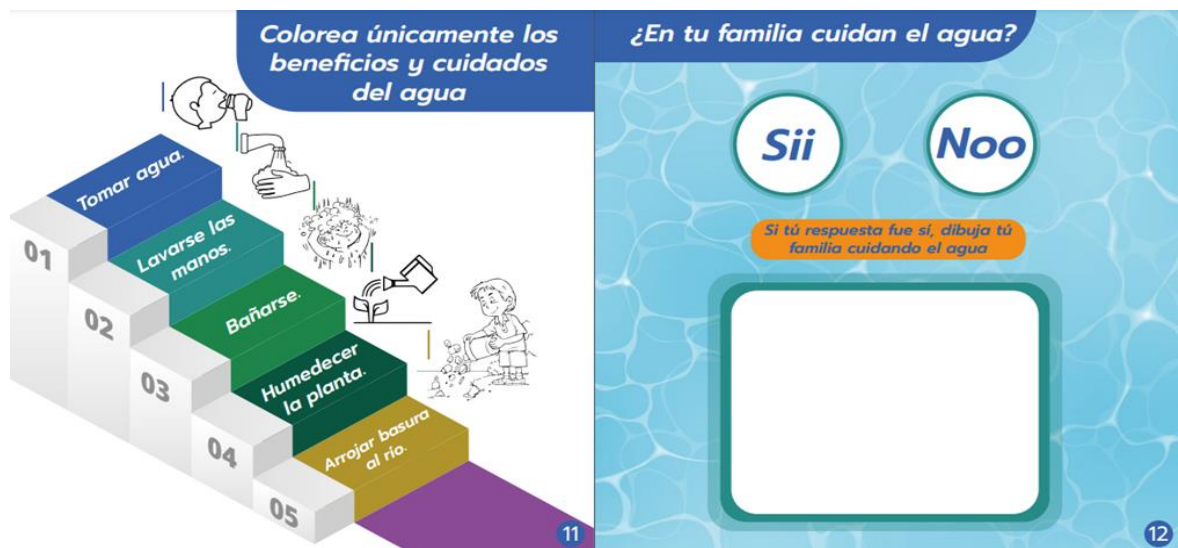 Colorea únicamente los
beneficios y cuidados
del agua
01
Tomar agua.
02
Lavarse las
manos.
03
Bañarse.
04
Humedecer
la planta.
05
Arrojar basura
al río.
11
¿En tu familia cuidan el agua?
Sii
Noo
Si tú respuesta fue sí, dibuja tú
familia cuidando el agua
12